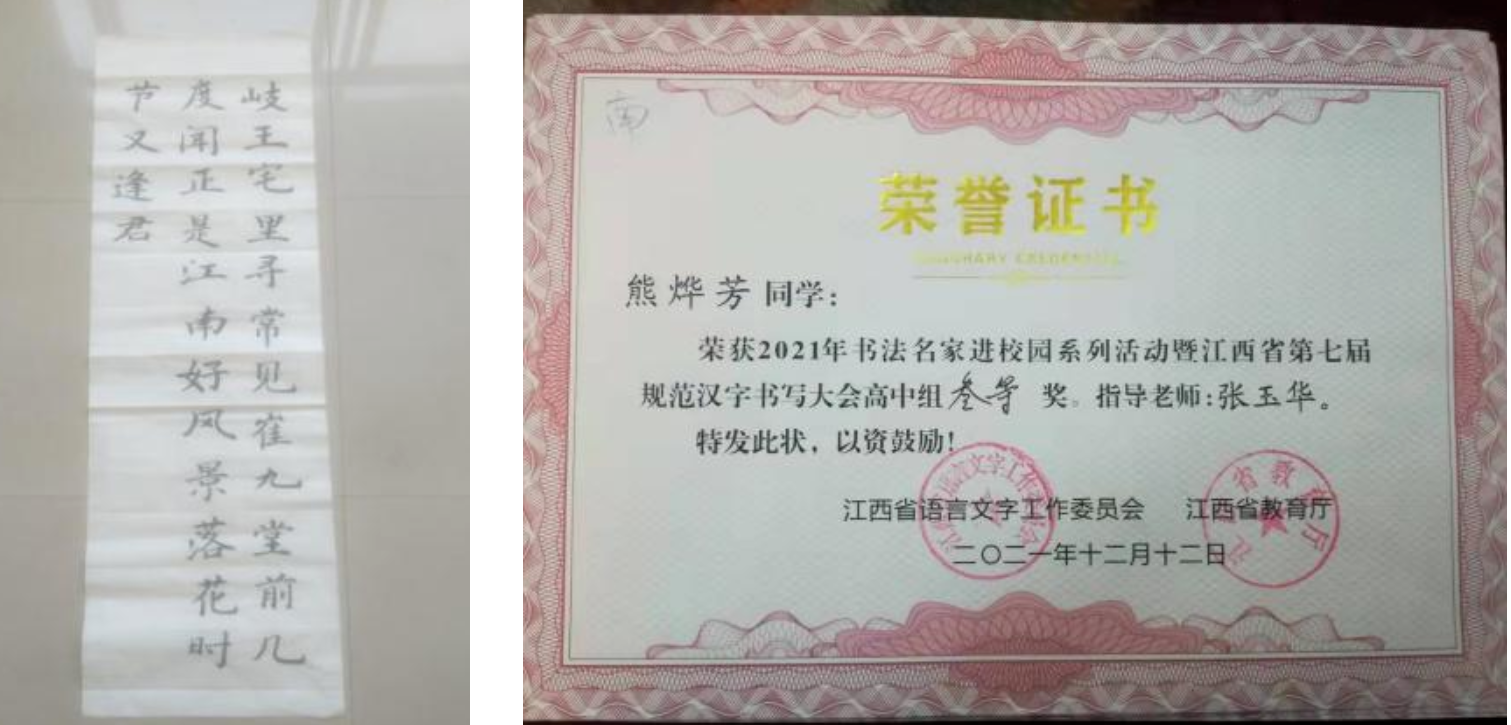 岐王宅里寻常见崔九堂前几
度闻正是江南好风景落花时
节又逢君
南
荣誉证书
HONORARY CREDENTIAL
熊烨芳同学：
荣获2021年书法名家进校园系列活动暨江西省第七届
规范汉字书写大会高中组叁等奖。指导老师:张玉华。
特发此状，以资鼓励！
江西省语言文字工作委员会 江西省教育厅
二〇二一年十二月十二日